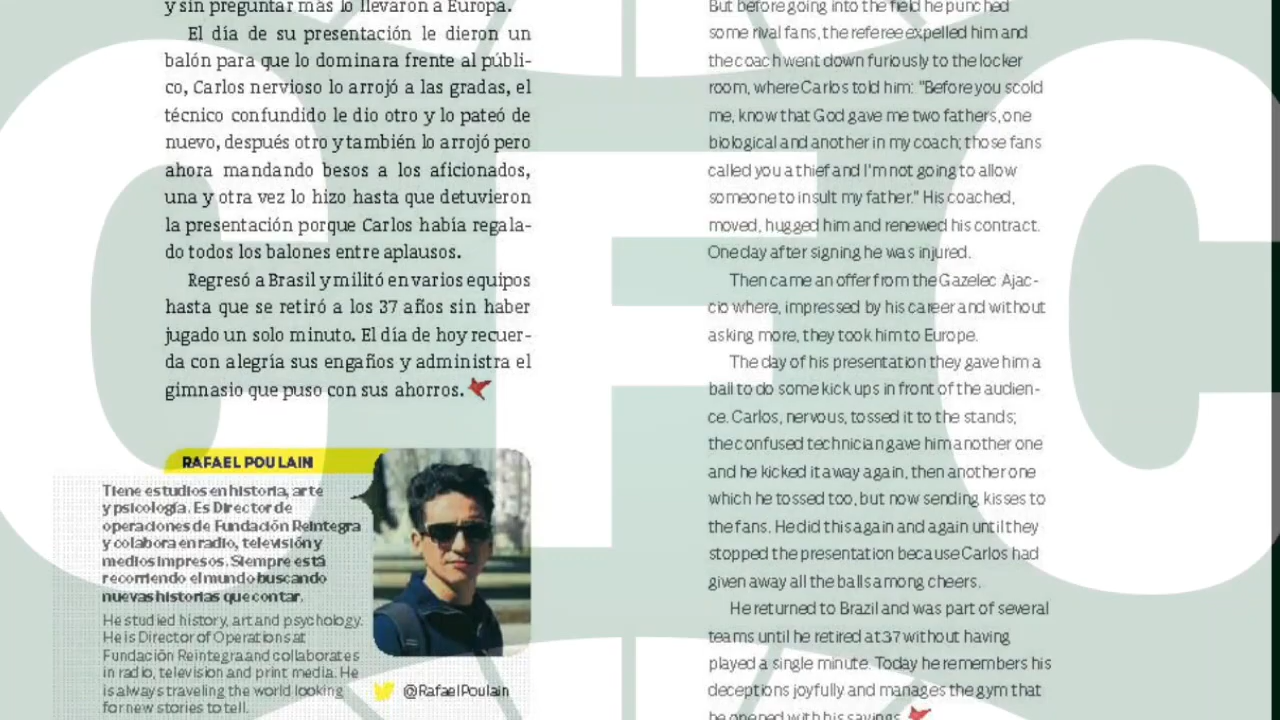 y sin preguntar más lo llevaron a Europa.
El día de su presentación le dieron un
balón para que lo dominara frente al públi-
co, Carlos nervioso lo arrojó a las gradas, el
técnico confundido le dio otro y lo pateó de
nuevo, después otro y también lo arrojó pero
ahora mandando besos a los aficionados,
una y otra vez lo hizo hasta que detuvieron
la presentación porque Carlos había regala-
do todos los balones entre aplausos.
Regresó a Brasil y militó en varios equipos
hasta que se retiró a los 37 años sin haber
jugado un solo minuto. El día de hoy recuer-
da con alegría sus engaños y administra el
gimnasio que puso con sus ahorros.
RAFAEL POULAIN
Tiene estudios en historia, arte
y psicología. Es Director de
operaciones de Fundación Reintegra
y colabora en radio, televisión y
medios impresos. Siempre está
recorriendo el mundo buscando
nuevas historias que contar.
He studied history, art and psychology.
He is Director of Operations at
Fundación Reintegra and collaborates
in radio, television and print media. He
is always traveling the world looking
for new stories to tell.
@RafaelPoulain
But before going into the field he punched
some rival fans, the referee expelled him and
the coach went down furiously to the locker
room, where Carlos told him: "Before you scold
me, know that God gave me two fathers, one
biological and another in my coach; those fans
called you a thief and I'm not going to allow
someone to insult my father." His coached,
moved, hugged him and renewed his contract.
One day after signing he was injured.
Then came an offer from the Gazelec Ajac-
cio where, impressed by his career and without
asking more, they took him to Europe.
The day of his presentation they gave him a
ball to do some kick ups in front of the audien-
ce. Carlos, nervous, tossed it to the stands;
the confused technician gave him another one
and he kicked it away again, then another one
which he tossed too, but now sending kisses to
the fans. He did this again and again until they
stopped the presentation because Carlos had
given away all the balls among cheers.
He returned to Brazil and was part of several
teams until he retired at 37 without having
played a single minute. Today he remembers his
deceptions joyfully and manages the gym that
he opened with his savings.